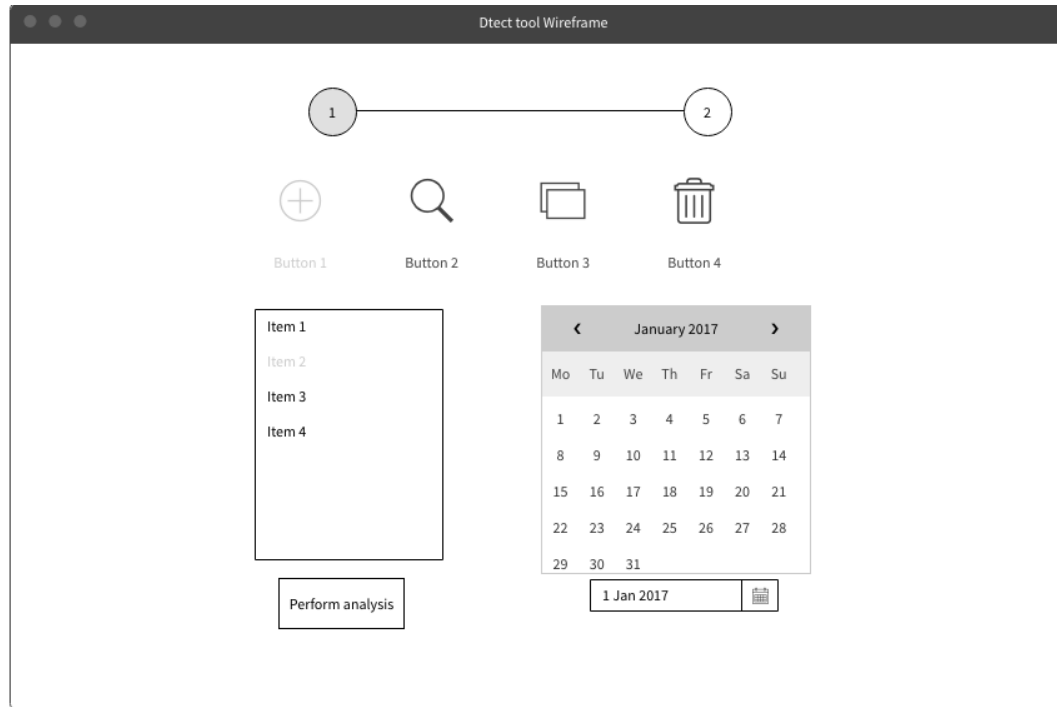 Dtect tool Wireframe
1 2
Button 1 Button 2 Button 3 Button 4
Item 1
Item 2
Item 3
Item 4
Perform analysis
‹ January 2017 ›
Mo Tu We Th Fr Sa Su
1 2 3 4 5 6 7
8 9 10 11 12 13 14
15 16 17 18 19 20 21
22 23 24 25 26 27 28
29 30 31
1 Jan 2017